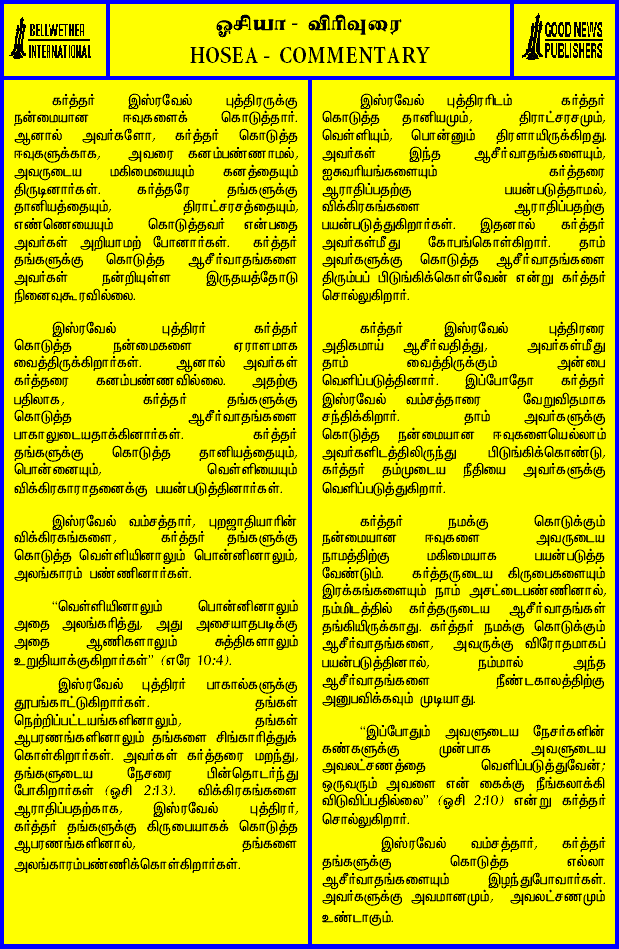 BELLWETHER
INTERNATIONAL
ஓசியா - விரிவுரை
HOSEA - COMMENTARY
GOOD NEWS
PUBLISHERS
கர்த்தர் இஸ்ரவேல் புத்திரருக்கு
நன்மையான ஈவுகளைக் கொடுத்தார்.
ஆனால் அவர்களோ, கர்த்தர் கொடுத்த
ஈவுகளுக்காக, அவரை கனம்பண்ணாமல்,
அவருடைய மகிமையையும் கனத்தையும்
திருடினார்கள். கர்த்தரே தங்களுக்கு
தானியத்தையும், திராட்சரசத்தையும்,
எண்ணெயையும் கொடுத்தவர் என்பதை
அவர்கள் அறியாமற் போனார்கள். கர்த்தர்
தங்களுக்கு கொடுத்த ஆசீர்வாதங்களை
அவர்கள் நன்றியுள்ள இருதயத்தோடு
நினைவுகூரவில்லை.
இஸ்ரவேல் புத்திரர் கர்த்தர்
கொடுத்த நன்மைகளை ஏராளமாக
வைத்திருக்கிறார்கள். ஆனால் அவர்கள்
கர்த்தரை கனம்பண்ணவில்லை. அதற்கு
பதிலாக, கர்த்தர் தங்களுக்கு
கொடுத்த ஆசீர்வாதங்களை
பாகாலுடையதாக்கினார்கள். கர்த்தர்
தங்களுக்கு கொடுத்த தானியத்தையும்,
பொன்னையும், வெள்ளியையும்
விக்கிரகாராதனைக்கு பயன்படுத்தினார்கள்.
இஸ்ரவேல் வம்சத்தார், புறஜாதியாரின்
விக்கிரகங்களை, கர்த்தர் தங்களுக்கு
கொடுத்த வெள்ளியினாலும் பொன்னினாலும்,
அலங்காரம் பண்ணினார்கள்.
“வெள்ளியினாலும் பொன்னினாலும்
அதை அலங்கரித்து, அது அசையாதபடிக்கு
அதை ஆணிகளாலும் சுத்திகளாலும்
உறுதியாக்குகிறார்கள்” (எரே 10:4).
இஸ்ரவேல் புத்திரர் பாகால்களுக்கு
தூபங்காட்டுகிறார்கள். தங்கள்
நெற்றிப்பட்டயங்களினாலும், தங்கள்
ஆபரணங்களினாலும் தங்களை சிங்காரித்துக்
கொள்கிறார்கள். அவர்கள் கர்த்தரை மறந்து,
தங்களுடைய நேசரை பின்தொடர்ந்து
போகிறார்கள் (ஓசி 2:13). விக்கிரகங்களை
ஆராதிப்பதற்காக, இஸ்ரவேல் புத்திரர்,
கர்த்தர் தங்களுக்கு கிருபையாகக் கொடுத்த
ஆபரணங்களினால், தங்களை
அலங்காரம்பண்ணிக்கொள்கிறார்கள்.
இஸ்ரவேல் புத்திரரிடம் கர்த்தர்
கொடுத்த தானியமும், திராட்சரசமும்,
வெள்ளியும், பொன்னும் திரளாயிருக்கிறது.
அவர்கள் இந்த ஆசீர்வாதங்களையும்,
ஐசுவரியங்களையும் கர்த்தரை
ஆராதிப்பதற்கு பயன்படுத்தாமல்,
விக்கிரகங்களை ஆராதிப்பதற்கு
பயன்படுத்துகிறார்கள். இதனால் கர்த்தர்
அவர்கள்மீது கோபங்கொள்கிறார். தாம்
அவர்களுக்கு கொடுத்த ஆசீர்வாதங்களை
திரும்பப் பிடுங்கிக்கொள்வேன் என்று கர்த்தர்
சொல்லுகிறார்.
கர்த்தர் இஸ்ரவேல் புத்திரரை
அதிகமாய் ஆசீர்வதித்து, அவர்கள்மீது
தாம் வைத்திருக்கும் அன்பை
வெளிப்படுத்தினார். இப்போதோ கர்த்தர்
இஸ்ரவேல் வம்சத்தாரை வேறுவிதமாக
சந்திக்கிறார். தாம் அவர்களுக்கு
கொடுத்த நன்மையான ஈவுகளையெல்லாம்
அவர்களிடத்திலிருந்து பிடுங்கிக்கொண்டு,
கர்த்தர் தம்முடைய நீதியை அவர்களுக்கு
வெளிப்படுத்துகிறார்.
கர்த்தர் நமக்கு கொடுக்கும்
நன்மையான ஈவுகளை அவருடைய
நாமத்திற்கு மகிமையாக பயன்படுத்த
வேண்டும். கர்த்தருடைய கிருபைகளையும்
இரக்கங்களையும் நாம் அசட்டைபண்ணினால்,
நம்மிடத்தில் கர்த்தருடைய ஆசீர்வாதங்கள்
தங்கியிருக்காது. கர்த்தர் நமக்கு கொடுக்கும்
ஆசீர்வாதங்களை, அவருக்கு விரோதமாகப்
பயன்படுத்தினால், நம்மால் அந்த
ஆசீர்வாதங்களை நீண்டகாலத்திற்கு
அனுபவிக்கவும் முடியாது.
“இப்போதும் அவளுடைய நேசர்களின்
கண்களுக்கு முன்பாக அவளுடைய
அவலட்சணத்தை வெளிப்படுத்துவேன்;
ஒருவரும் அவளை என் கைக்கு நீங்கலாக்கி
விடுவிப்பதில்லை” (ஓசி 2:10) என்று கர்த்தர்
சொல்லுகிறார்.
இஸ்ரவேல் வம்சத்தார், கர்த்தர்
தங்களுக்கு கொடுத்த எல்லா
ஆசீர்வாதங்களையும் இழந்துபோவார்கள்.
அவர்களுக்கு அவமானமும், அவலட்சணமும்
உண்டாகும்.